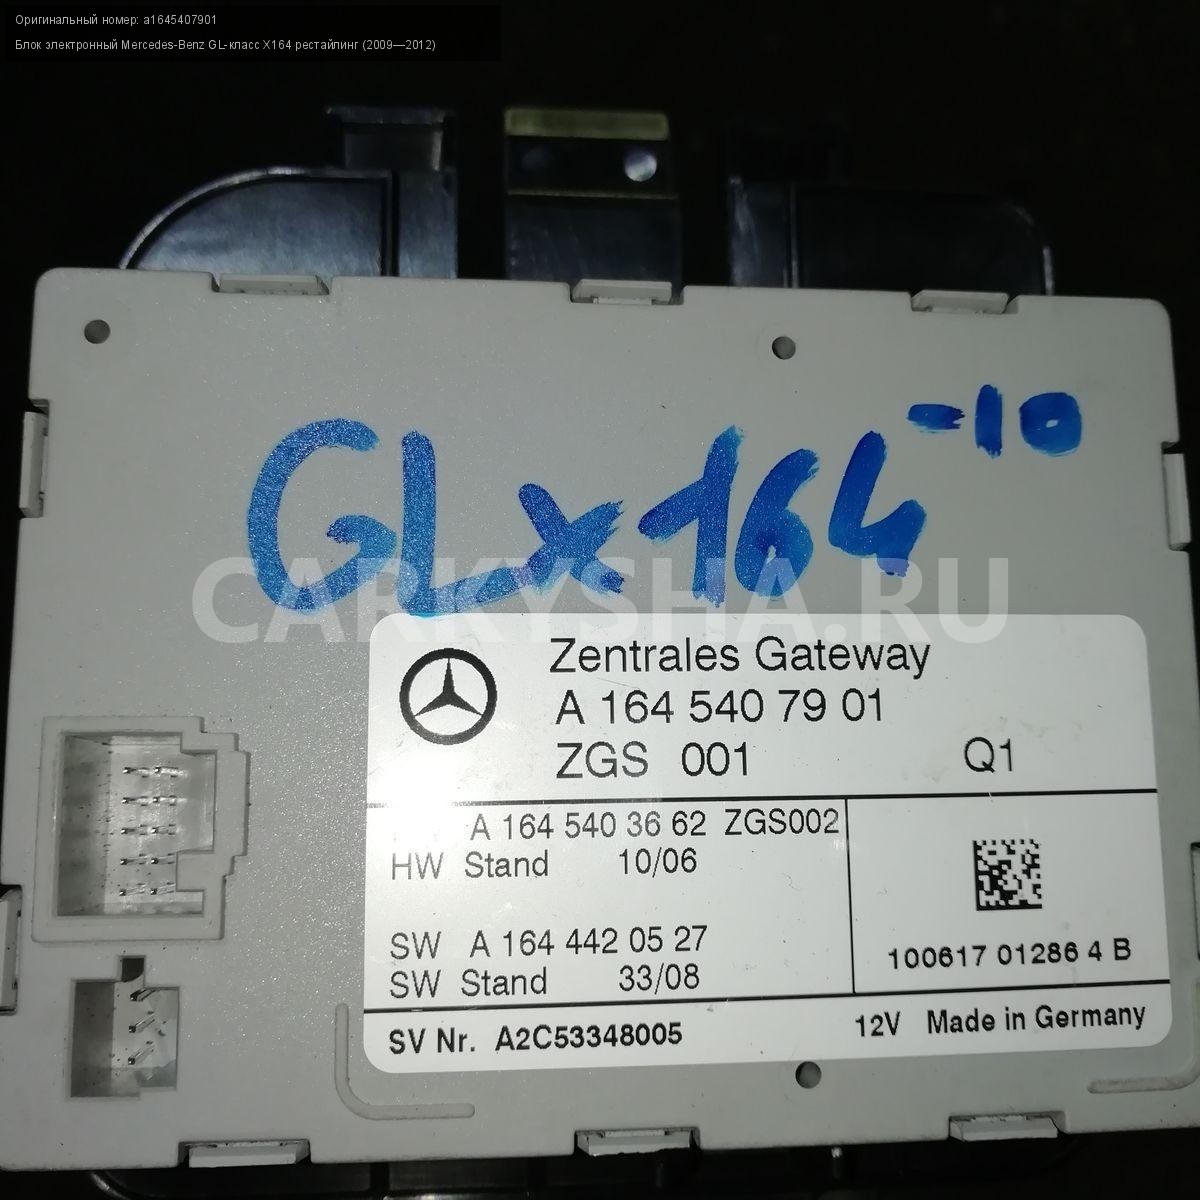 Оригинальный номер: a1645407901
Блок электронный Mercedes-Benz GL-класс X164 рестайлинг (2009—2012)
GLx164 -10
CARKYSHA.RU
Zentrales Gateway
A 164 540 79 01
ZGS 001 Q1
A 164 540 36 62 ZGS002
HW Stand 10/06
SW A 164 442 05 27
SW Stand 33/08
100617 01286 4 B
SV Nr. A2C53348005 12V Made in Germany